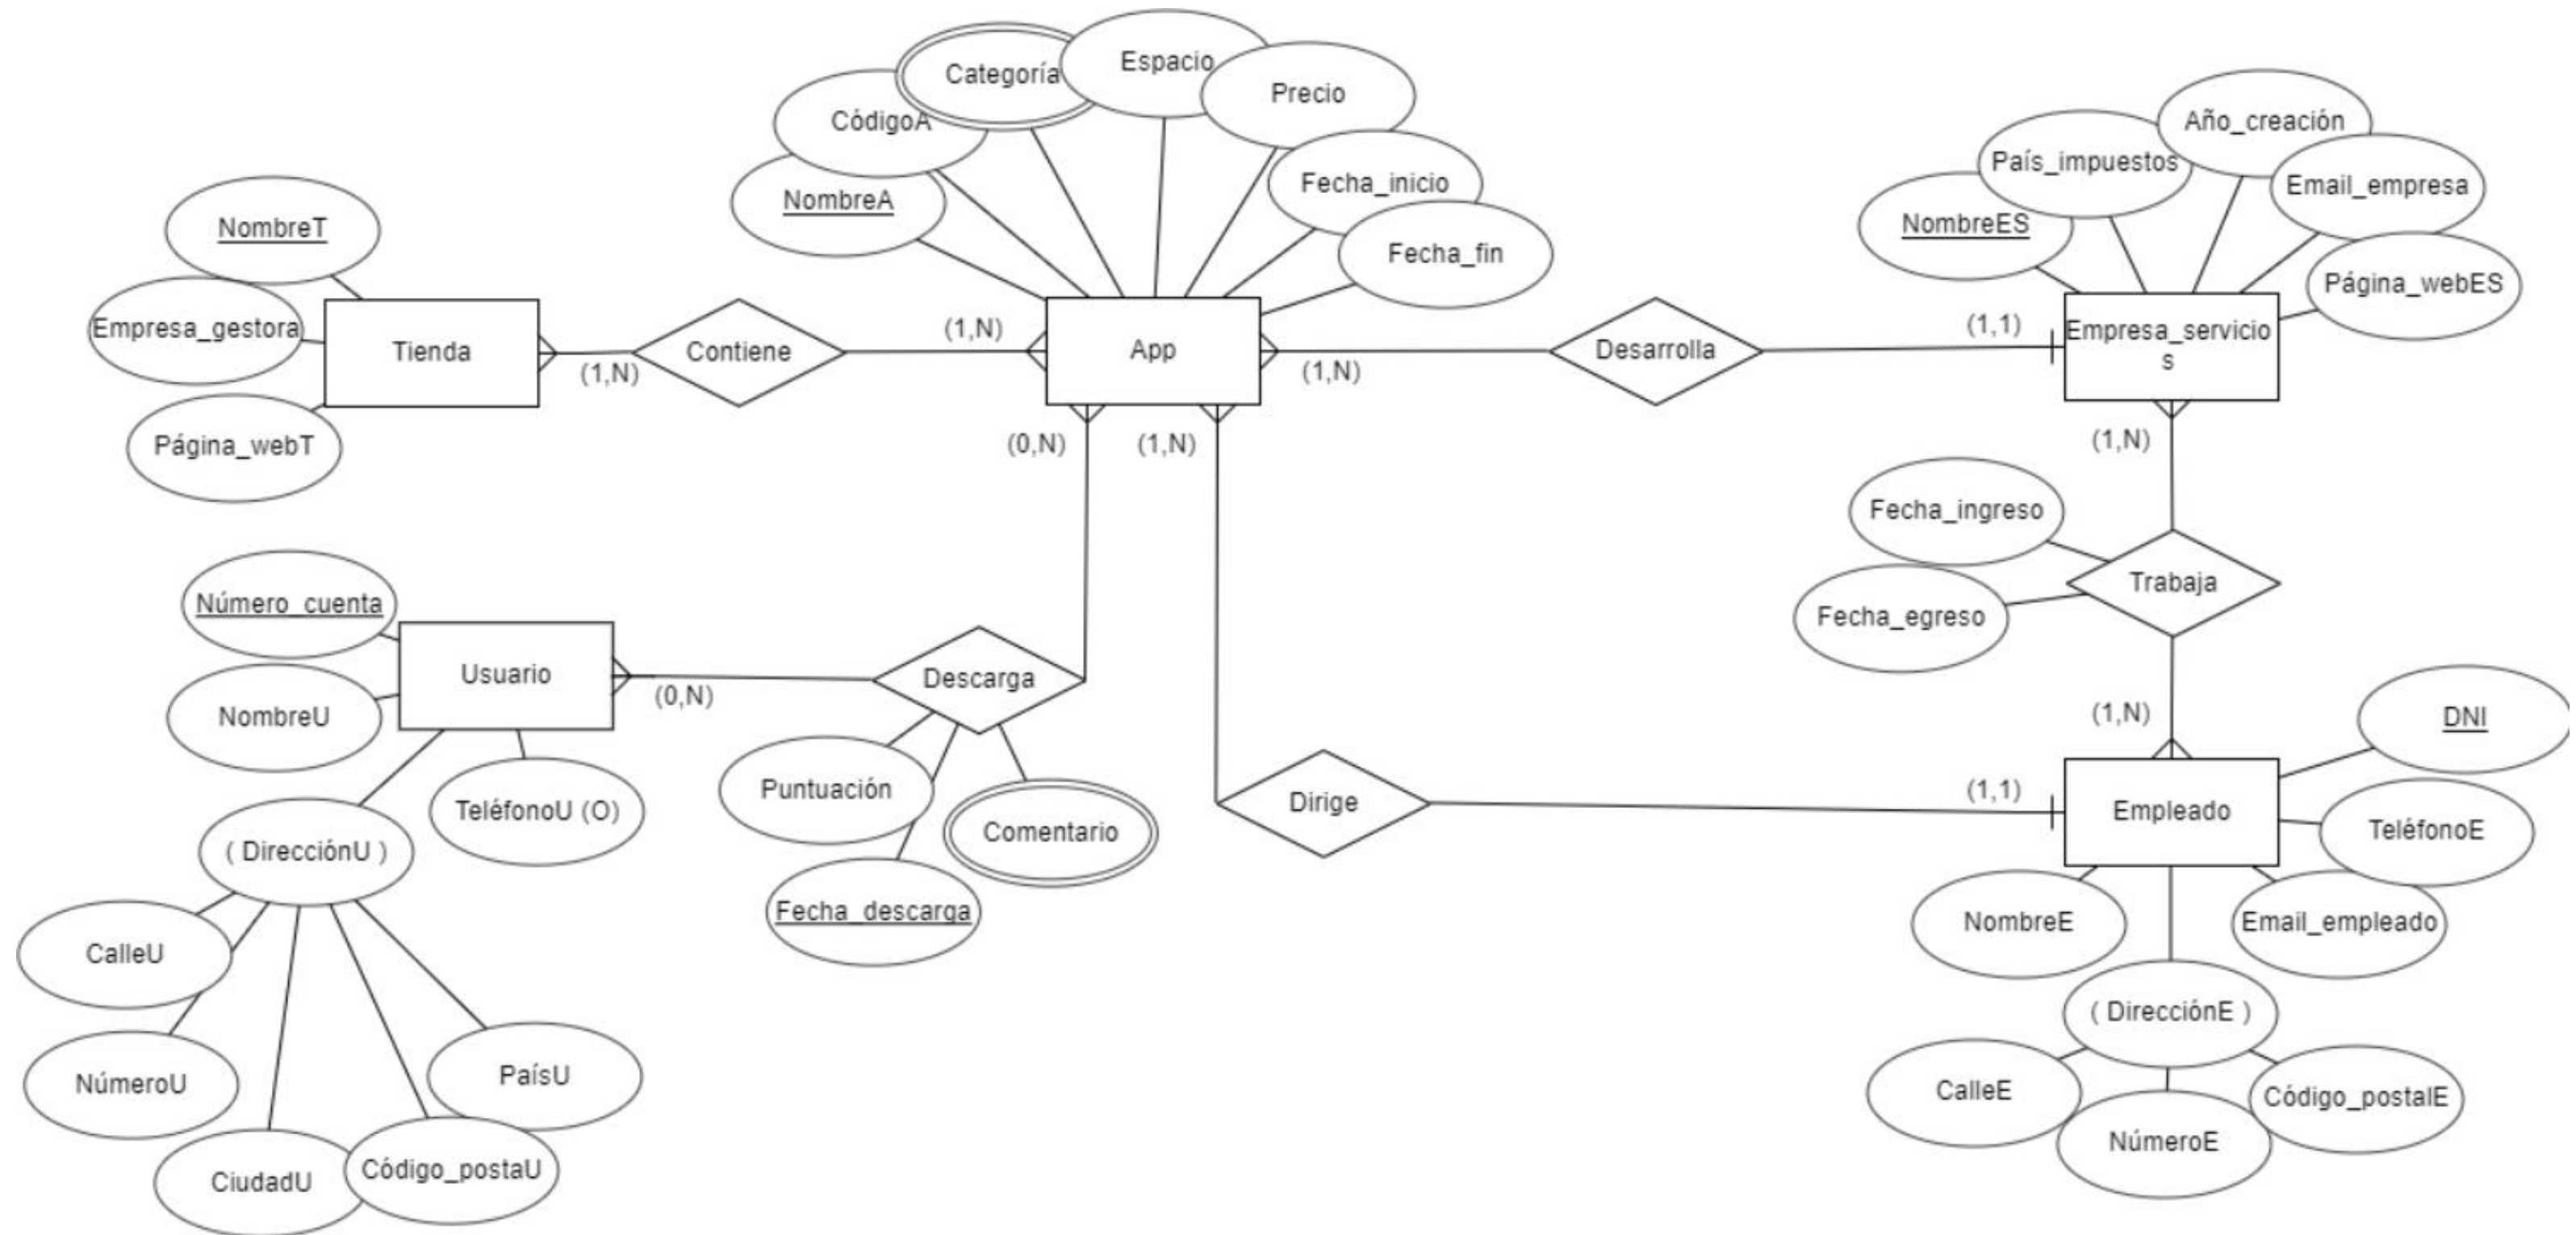 Categoría
Espacio
Precio
CódigoA
NombreA
Fecha_inicio
Fecha_fin
Año_creación
País_impuestos
Email_empresa
NombreES
Página_webES
NombreT
Empresa_gestora
Página_webT
Tienda
(1,N)
Contiene
(1,N)
App
(1,N)
Desarrolla
(1,1)
Empresa_servicio
s
(0,N)
(1,N)
(1,N)
Fecha_ingreso
Fecha_egreso
Trabaja
(1,N)
Número_cuenta
NombreU
Usuario
(0,N)
Descarga
TeléfonoU (O)
Puntuación
Comentario
Fecha_descarga
Dirige
(1,1)
Empleado
DNI
TeléfonoE
NombreE
Email_empleado
( DirecciónU )
CalleU
NúmeroU
CiudadU
Código_postaU
PaísU
( DirecciónE )
CalleE
NúmeroE
Código_postalE